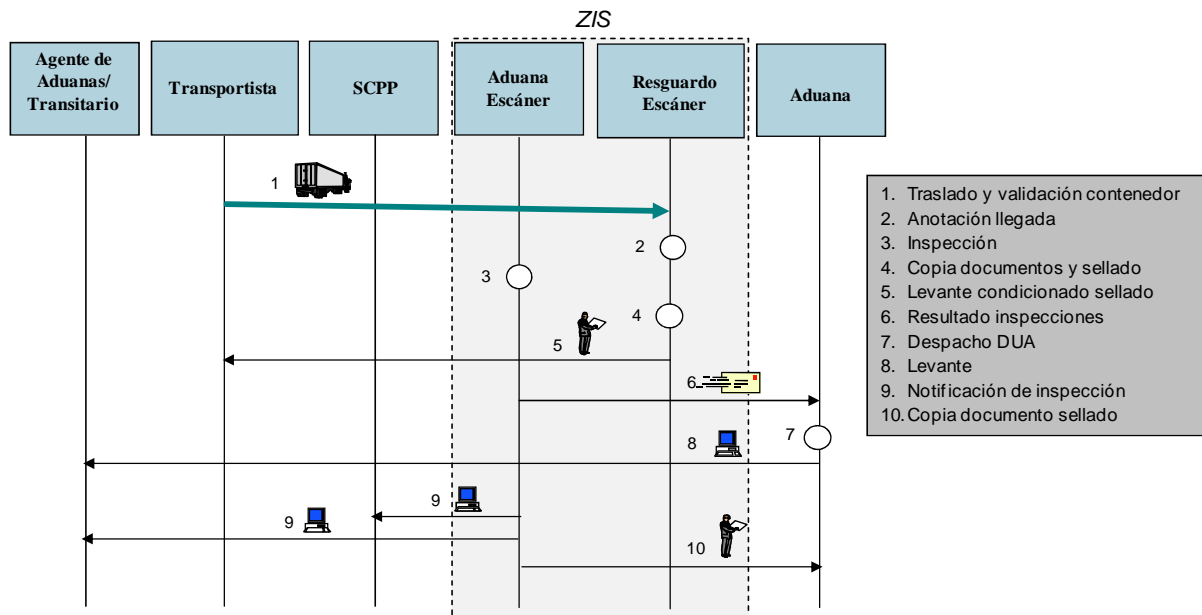 ZIS
Agente de
Aduanas/
Transitario
Transportista
SCPP
Aduana
Escáner
Resguardo
Escáner
Aduana
1
2
3
4
5
6
7
8
9
9
10
1. Traslado y validación contenedor
2. Anotación llegada
3. Inspección
4. Copia documentos y sellado
5. Levante condicionado sellado
6. Resultado inspecciones
7. Despacho DUA
8. Levante
9. Notificación de inspección
10. Copia documento sellado